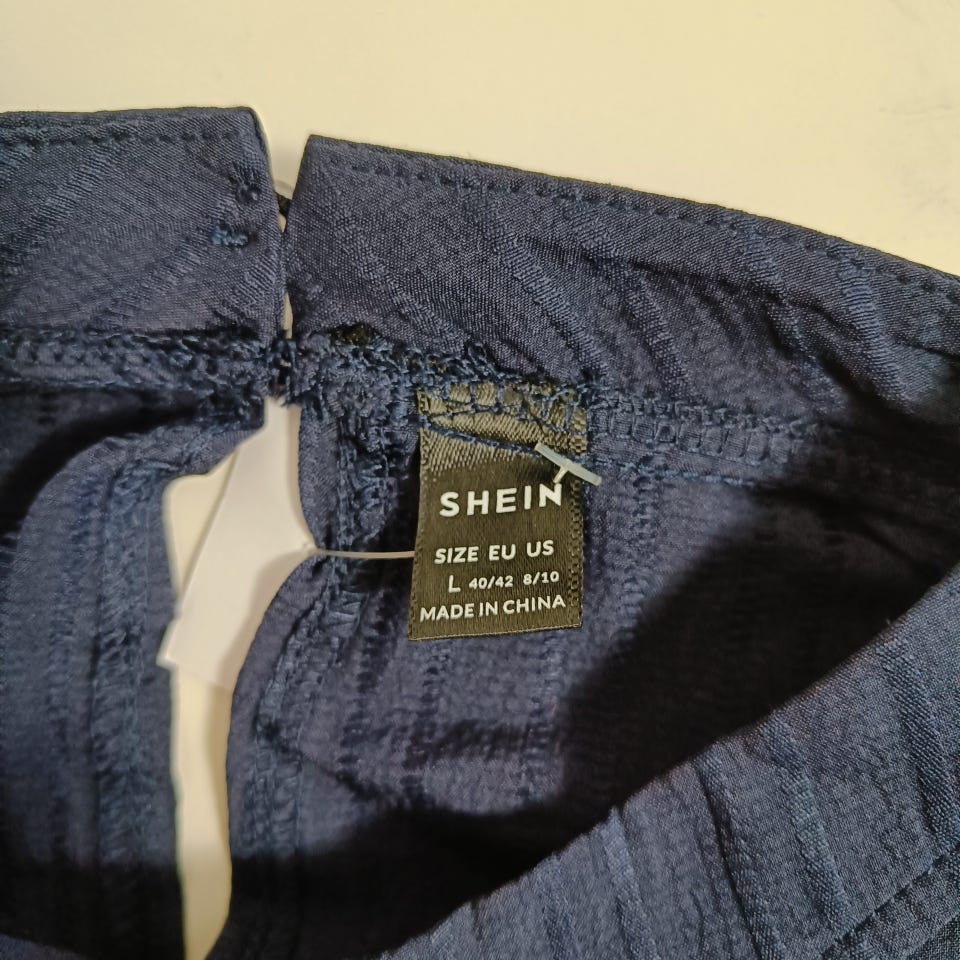 SHEIN
SIZE EU US
L 40/42 8/10
MADE IN CHINA